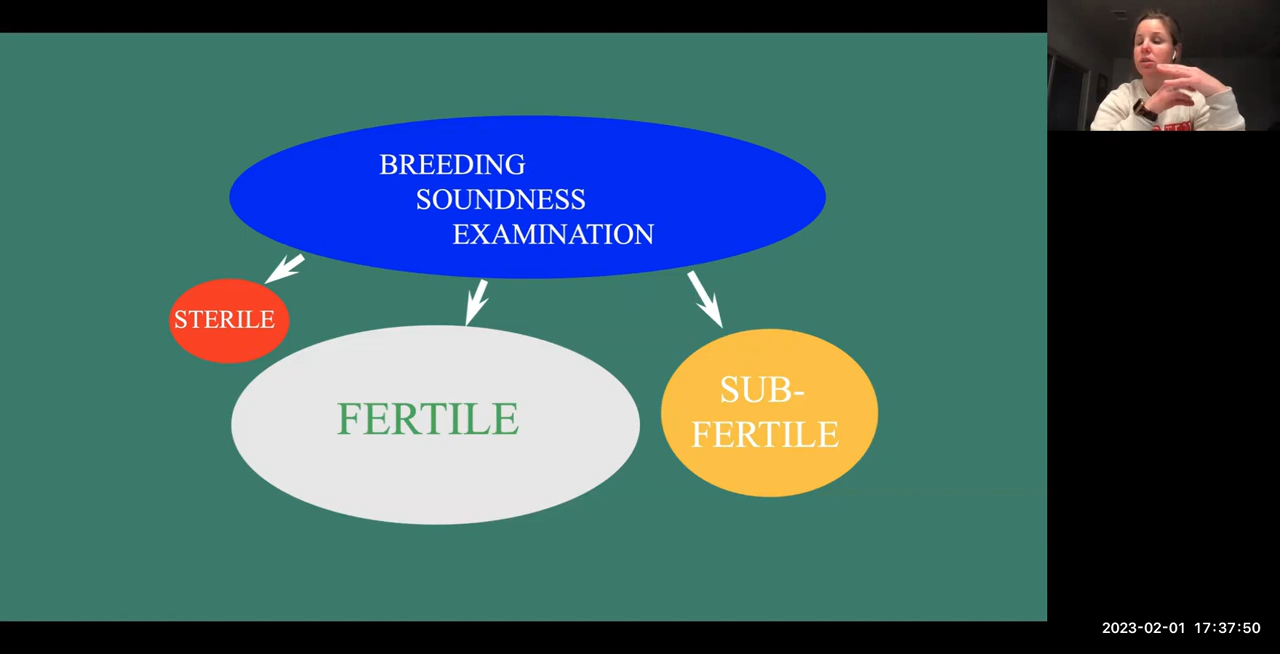 BREEDING
SOUNDNESS
EXAMINATION
STERILE
FERTILE
SUB-
FERTILE
2023-02-01 17:37:50